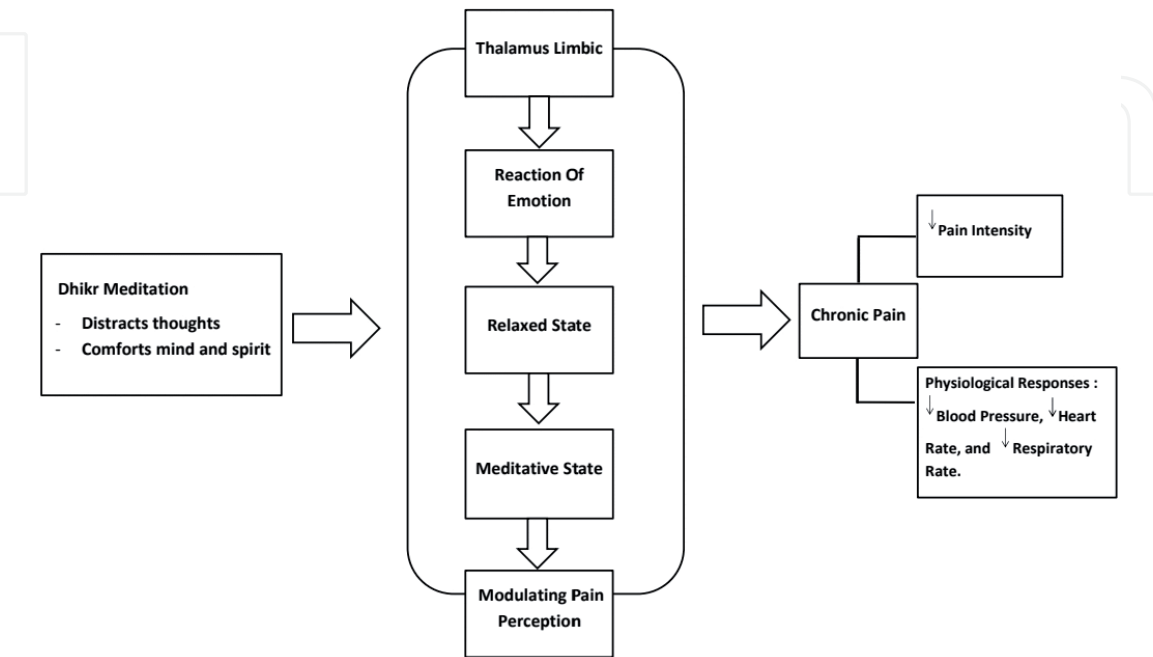 Thalamus Limbic
Reaction Of
Emotion
Relaxed State
Meditative State
Modulating Pain
Perception
Dhikr Meditation
- Distracts thoughts
- Comforts mind and spirit
Chronic Pain
↓Pain Intensity
Physiological Responses :
↓Blood Pressure, ↓Heart
Rate, and ↓Respiratory
Rate.